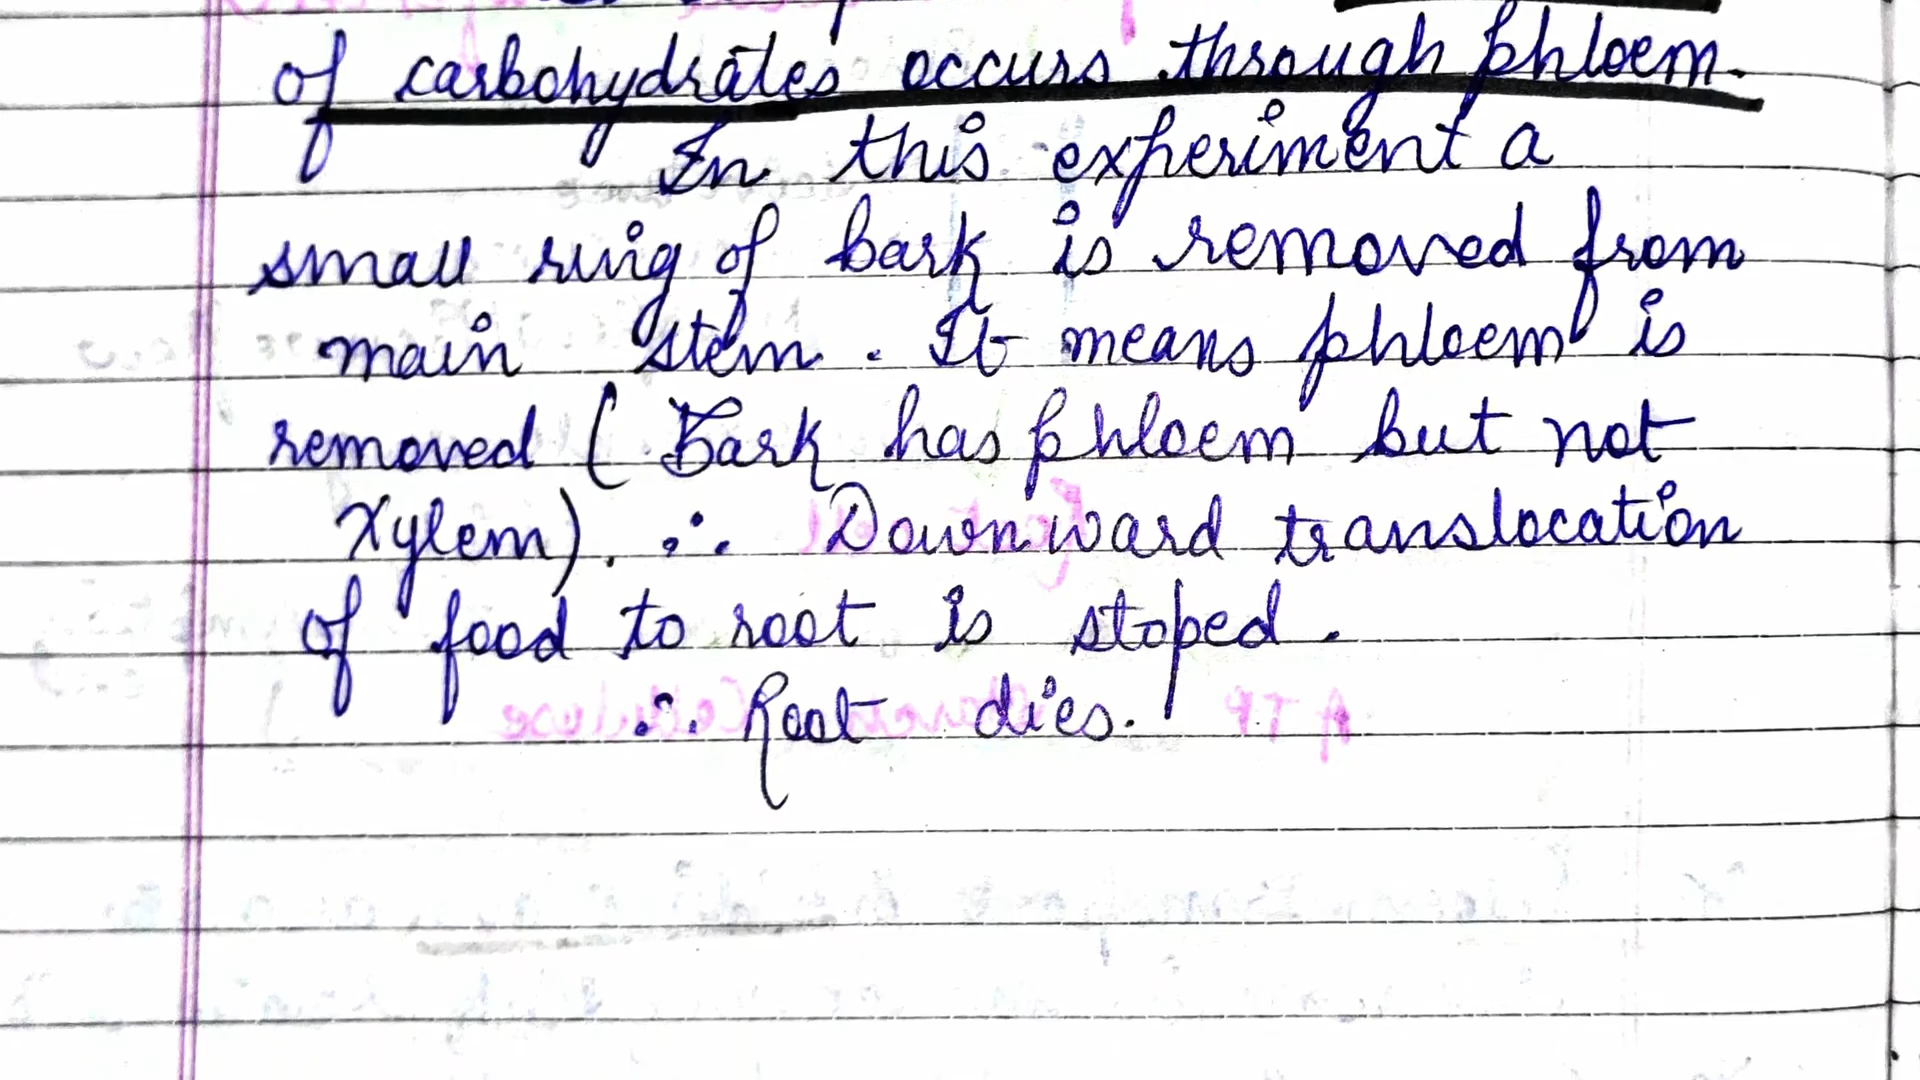 of carbohydrates occurs through phloem.
In this experiment a
small ring of bark is removed from
main stem. It means phloem is
removed (Bark has phloem but not
Xylem). ∴ Downward translocation
of food to root is stoped.
∴ Root dies.